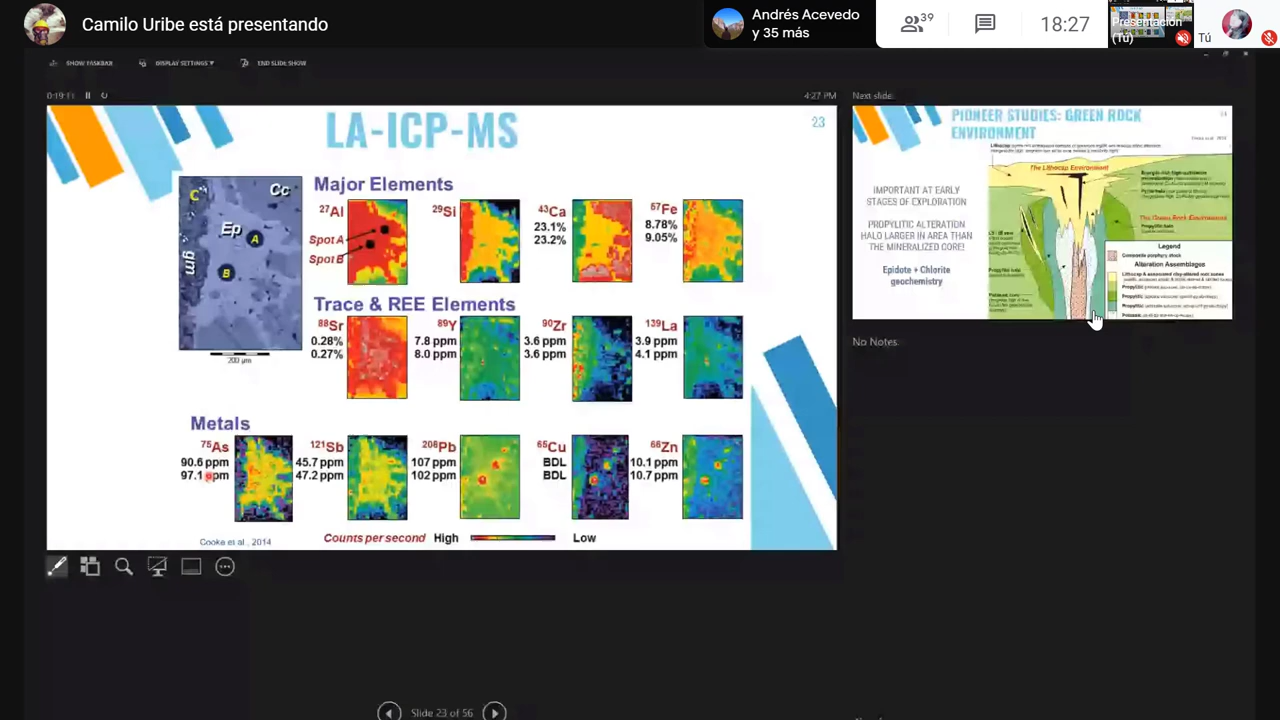 Camilo Uribe está presentando
Andrés Acevedo
y 35 más
39
18:27
Presentación
(Tú)
Tú
SHOW TASKBAR
DISPLAY SETTINGS
END SLIDE SHOW
0:19:11
4:27 PM
LA-ICP-MS
23
C
Cc
Ep
A
B
gm
200 μm
Major Elements
27Al
Spot A
Spot B
29Si
43Ca
23.1%
23.2%
57Fe
8.78%
9.05%
Trace & REE Elements
88Sr
0.28%
0.27%
89Y
7.8 ppm
8.0 ppm
90Zr
3.6 ppm
3.6 ppm
139La
3.9 ppm
4.1 ppm
Metals
75As
90.6 ppm
97.1 ppm
121Sb
45.7 ppm
47.2 ppm
208Pb
107 ppm
102 ppm
65Cu
BDL
BDL
66Zn
10.1 ppm
10.7 ppm
Cooke et al., 2014
Counts per second High Low
Next slide:
PIONEER STUDIES: GREEN ROCK
ENVIRONMENT
IMPORTANT AT EARLY
STAGES OF EXPLORATION
PROPYLITIC ALTERATION
HALO LARGER IN AREA THAN
THE MINERALIZED CORE!
Epidote + Chlorite
geochemistry
The Lithocap Environment
The Green Rock Environment
Legend
Composite porphyry stock
Alteration Assemblages
No Notes.
Slide 23 of 56